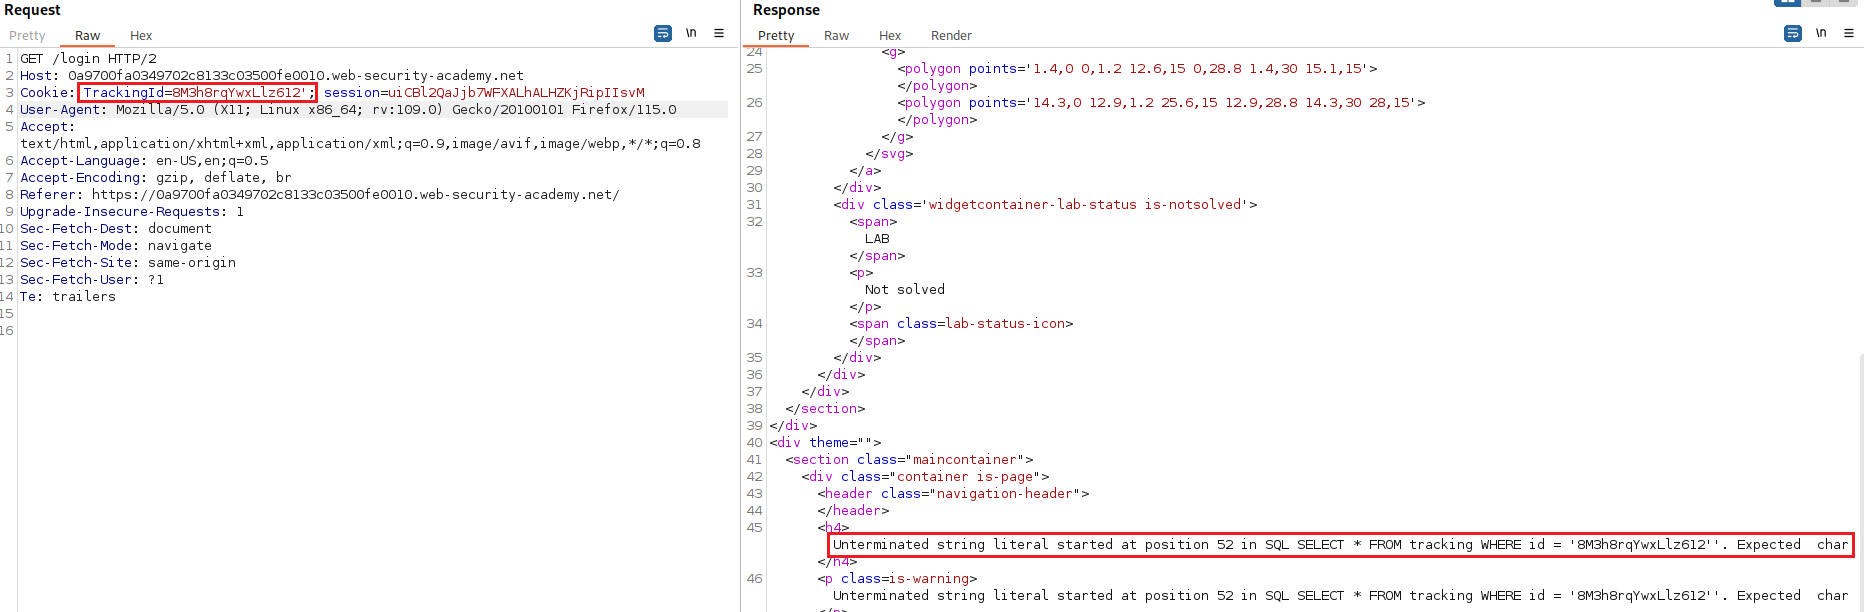 Request
Pretty Raw Hex
\n
1 GET /login HTTP/2
2 Host: 0a9700fa0349702c8133c03500fe0010.web-security-academy.net
3 Cookie: TrackingId=8M3h8rqYwxLlz612'; session=uiCBl2QaJjb7WFXALhALHZKjRipIIsvM
4 User-Agent: Mozilla/5.0 (X11; Linux x86_64; rv:109.0) Gecko/20100101 Firefox/115.0
5 Accept:
text/html,application/xhtml+xml,application/xml;q=0.9,image/avif,image/webp,*/*;q=0.8
6 Accept-Language: en-US,en;q=0.5
7 Accept-Encoding: gzip, deflate, br
8 Referer: https://0a9700fa0349702c8133c03500fe0010.web-security-academy.net/
9 Upgrade-Insecure-Requests: 1
10 Sec-Fetch-Dest: document
11 Sec-Fetch-Mode: navigate
12 Sec-Fetch-Site: same-origin
13 Sec-Fetch-User: ?1
14 Te: trailers
15
16
Response
Pretty Raw Hex Render
\n
24 <g>
25 <polygon points='1.4,0 0,1.2 12.6,15 0,28.8 1.4,30 15.1,15'>
</polygon>
26 <polygon points='14.3,0 12.9,1.2 25.6,15 12.9,28.8 14.3,30 28,15'>
</polygon>
27 </g>
28 </svg>
29 </a>
30 </div>
31 <div class='widgetcontainer-lab-status is-notsolved'>
32 <span>
LAB
</span>
33 <p>
Not solved
</p>
34 <span class=lab-status-icon>
</span>
35 </div>
36 </div>
37 </div>
38 </section>
39 </div>
40 <div theme="">
41 <section class="maincontainer">
42 <div class="container is-page">
43 <header class="navigation-header">
44 </header>
45 <h4>
Unterminated string literal started at position 52 in SQL SELECT * FROM tracking WHERE id = '8M3h8rqYwxLlz612''. Expected char
</h4>
46 <p class=is-warning>
Unterminated string literal started at position 52 in SQL SELECT * FROM tracking WHERE id = '8M3h8rqYwxLlz612''. Expected char
</p>